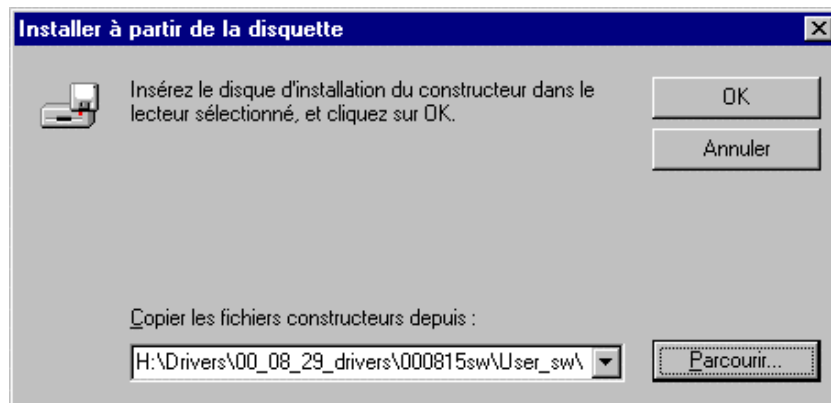 Installer à partir de la disquette
Insérez le disque d'installation du constructeur dans le
lecteur sélectionné, et cliquez sur OK.
OK
Annuler
Copier les fichiers constructeurs depuis :
H:\Drivers\00_08_29_drivers\000815sw\User_sw\
Parcourir...